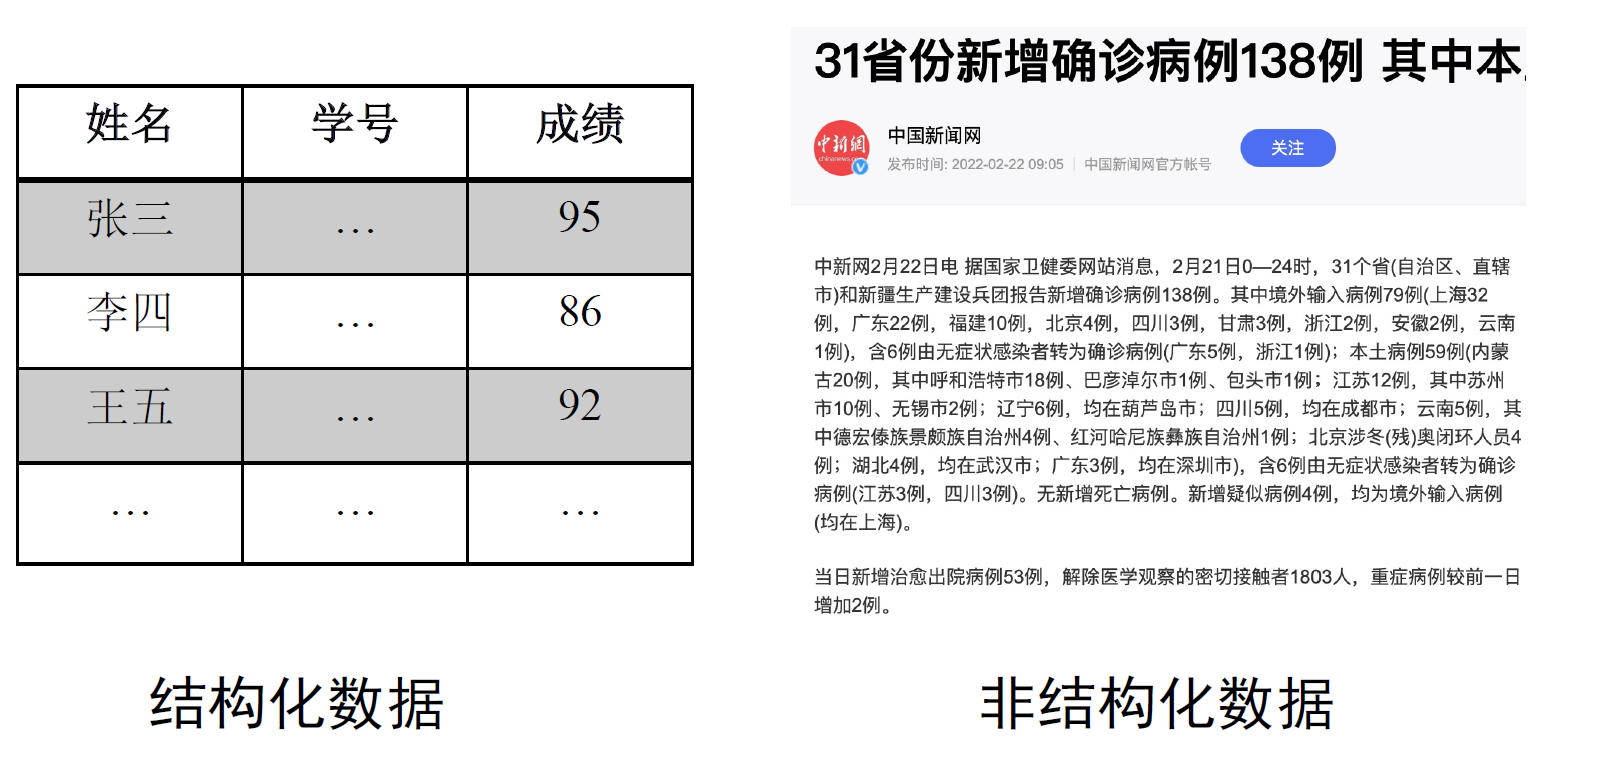 姓名 学号 成绩
张三 … 95
李四 … 86
王五 … 92
… … …
结构化数据
31省份新增确诊病例138例 其中本
中新網
chinanews
中国新闻网
发布时间: 2022-02-22 09:05 | 中国新闻网官方帐号
关注
中新网2月22日电 据国家卫健委网站消息，2月21日0—24时，31个省(自治区、直辖
市)和新疆生产建设兵团报告新增确诊病例138例。其中境外输入病例79例(上海32
例，广东22例，福建10例，北京4例，四川3例，甘肃3例，浙江2例，安徽2例，云南
1例)，含6例由无症状感染者转为确诊病例(广东5例，浙江1例)；本土病例59例(内蒙
古20例，其中呼和浩特市18例、巴彦淖尔市1例、包头市1例；江苏12例，其中苏州
市10例、无锡市2例；辽宁6例，均在葫芦岛市；四川5例，均在成都市；云南5例，其
中德宏傣族景颇族自治州4例、红河哈尼族彝族自治州1例；北京涉冬(残)奥闭环人员4
例；湖北4例，均在武汉市；广东3例，均在深圳市)，含6例由无症状感染者转为确诊
病例(江苏3例，四川3例)。无新增死亡病例。新增疑似病例4例，均为境外输入病例
(均在上海)。
当日新增治愈出院病例53例，解除医学观察的密切接触者1803人，重症病例较前一日
增加2例。
非结构化数据